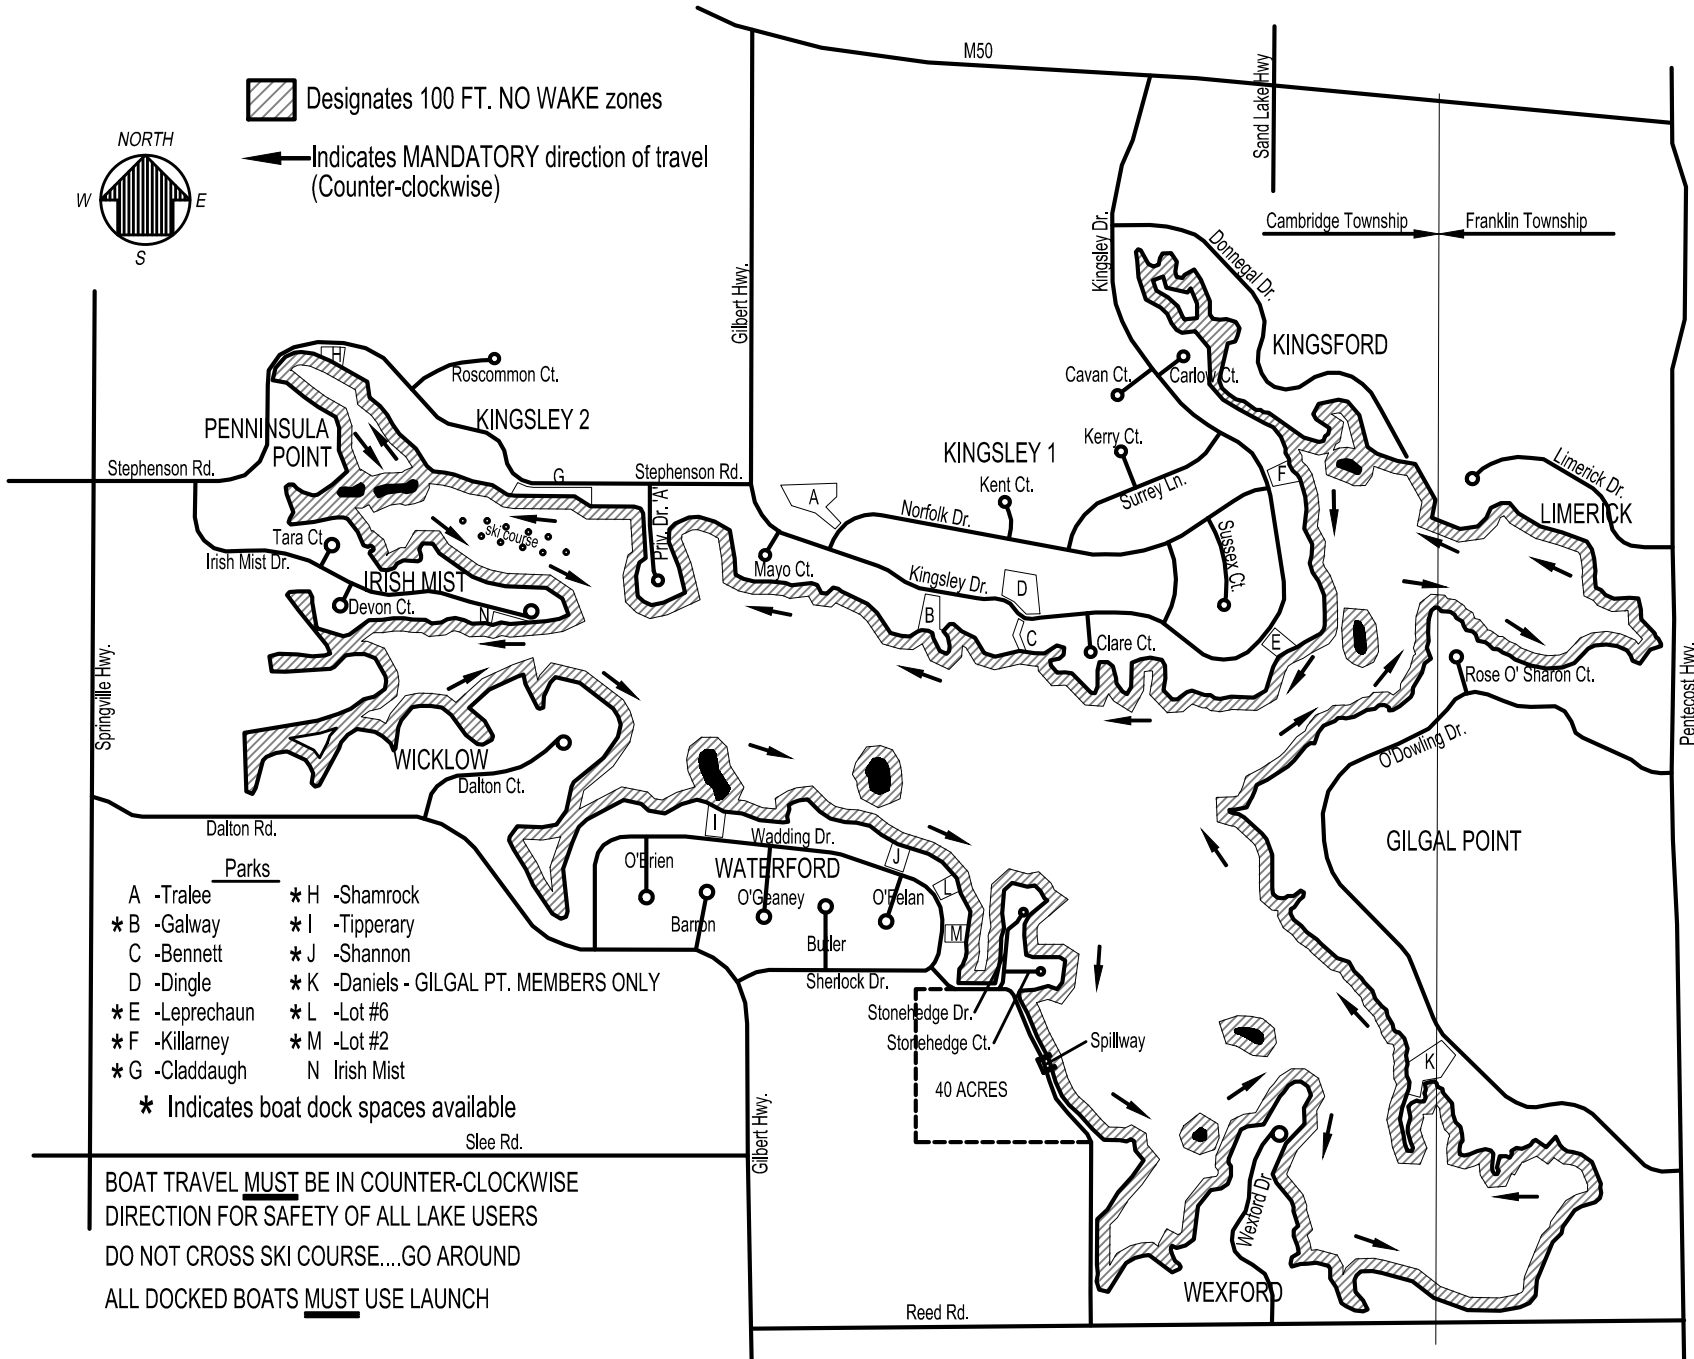 M50
Sand Lake Hwy
Designates 100 FT. NO WAKE zones
Indicates MANDATORY direction of travel
(Counter-clockwise)
NORTH
W
E
S
Cambridge Township
Franklin Township
Kingsley Dr.
Donnegal Dr.
Gilbert Hwy.
KINGSFORD
H
Roscommon Ct.
Cavan Ct.
Carlow Ct.
KINGSLEY 2
PENNINSULA
POINT
Kerry Ct.
KINGSLEY 1
Stephenson Rd.
G
Stephenson Rd.
Kent Ct.
Surrey Ln.
F
Limerick Dr.
LIMERICK
A
Norfolk Dr.
Priv. Dr. 'A'
ski course
Tara Ct
Irish Mist Dr.
IRISH MIST
Mayo Ct.
Kingsley Dr.
D
Sussex Ct.
Devon Ct.
N
B
C
Clare Ct.
E
Rose O' Sharon Ct.
Springville Hwy.
Pentecost Hwy.
O'Dowling Dr.
WICKLOW
Dalton Ct.
Dalton Rd.
I
Wadding Dr.
GILGAL POINT
O'Brien
WATERFORD
J
O'Geaney
O'Felan
L
Barron
Butler
M
Sherlock Dr.
Stonehedge Dr.
Stonehedge Ct.
Spillway
K
40 ACRES
Parks
A -Tralee
* B -Galway
C -Bennett
D -Dingle
* E -Leprechaun
* F -Killarney
* G -Claddaugh
* H -Shamrock
* I -Tipperary
* J -Shannon
* K -Daniels - GILGAL PT. MEMBERS ONLY
* L -Lot #6
* M -Lot #2
N Irish Mist
* Indicates boat dock spaces available
Slee Rd.
Gilbert Hwy.
BOAT TRAVEL MUST BE IN COUNTER-CLOCKWISE
DIRECTION FOR SAFETY OF ALL LAKE USERS
DO NOT CROSS SKI COURSE....GO AROUND
ALL DOCKED BOATS MUST USE LAUNCH
Wexford Dr
WEXFORD
Reed Rd.